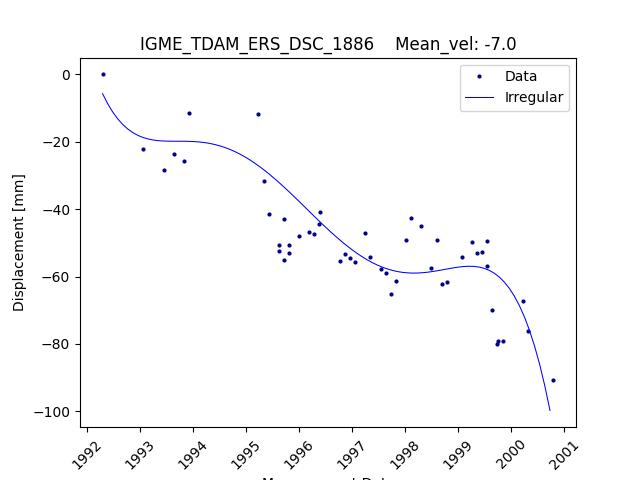 IGME_TDAM_ERS_DSC_1886    Mean_vel: -7.0
Data
Irregular
Displacement [mm]
0
−20
−40
−60
−80
−100
1992 1993 1994 1995 1996 1997 1998 1999 2000 2001